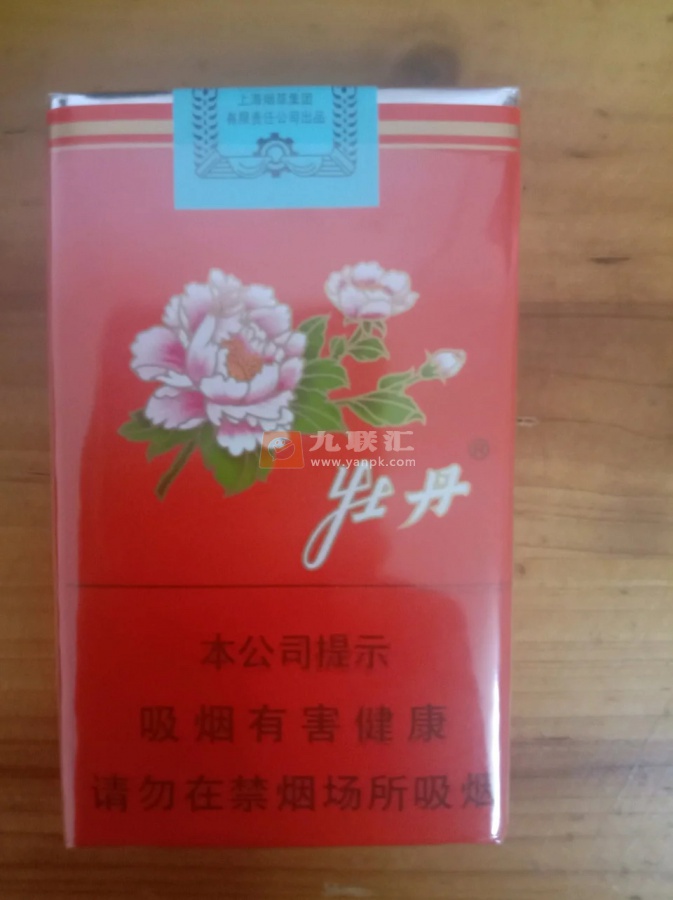 上海烟草集团
有限责任公司出品
九联汇
www.yanpk.com
牡丹
®
本公司提示
吸烟有害健康
请勿在禁烟场所吸烟